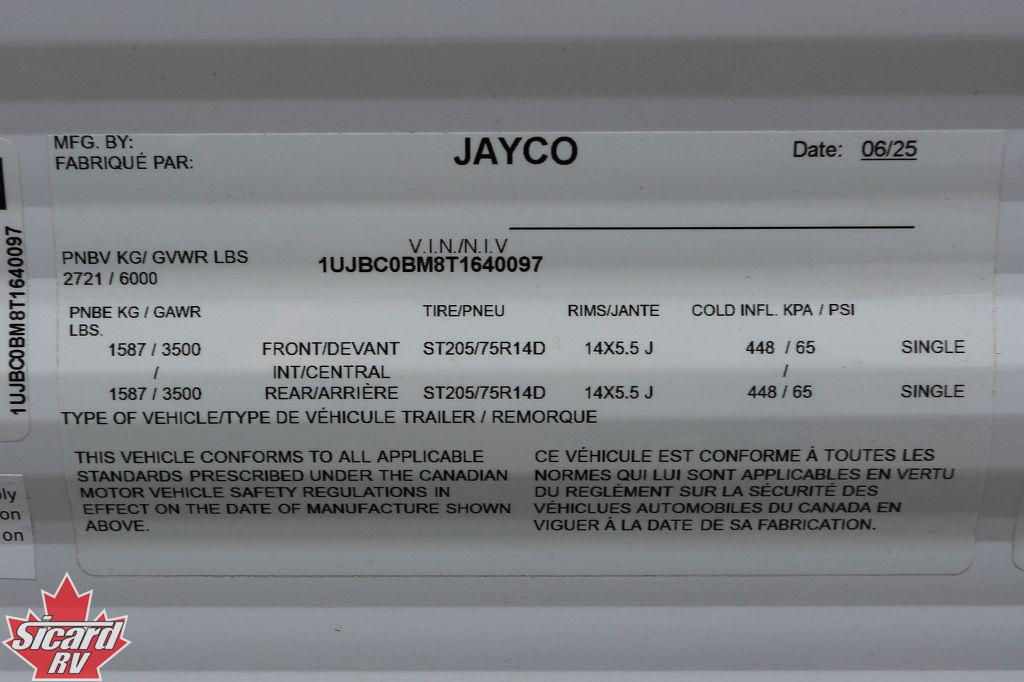 MFG. BY:
FABRIQUÉ PAR:
JAYCO
Date: 06/25
V.I.N./N.I.V
PNBV KG/ GVWR LBS
1UJBC0BM8T1640097
2721 / 6000
PNBE KG / GAWR LBS.
TIRE/PNEU
RIMS/JANTE
COLD INFL. KPA / PSI
1587 / 3500 FRONT/DEVANT ST205/75R14D 14X5.5 J 448 / 65 SINGLE
/ INT/CENTRAL /
1587 / 3500 REAR/ARRIÈRE ST205/75R14D 14X5.5 J 448 / 65 SINGLE
TYPE OF VEHICLE/TYPE DE VÉHICULE TRAILER / REMORQUE
THIS VEHICLE CONFORMS TO ALL APPLICABLE
STANDARDS PRESCRIBED UNDER THE CANADIAN
MOTOR VEHICLE SAFETY REGULATIONS IN
EFFECT ON THE DATE OF MANUFACTURE SHOWN
ABOVE.
CE VÉHICULE EST CONFORME À TOUTES LES
NORMES QUI LUI SONT APPLICABLES EN VERTU
DU REGLËMENT SUR LA SÉCURITÉ DES
VÉHICLUES AUTOMOBILES DU CANADA EN
VIGUER À LA DATE DE SA FABRICATION.
1UJBC0BM8T1640097
ly
on
on
Sicard
RV